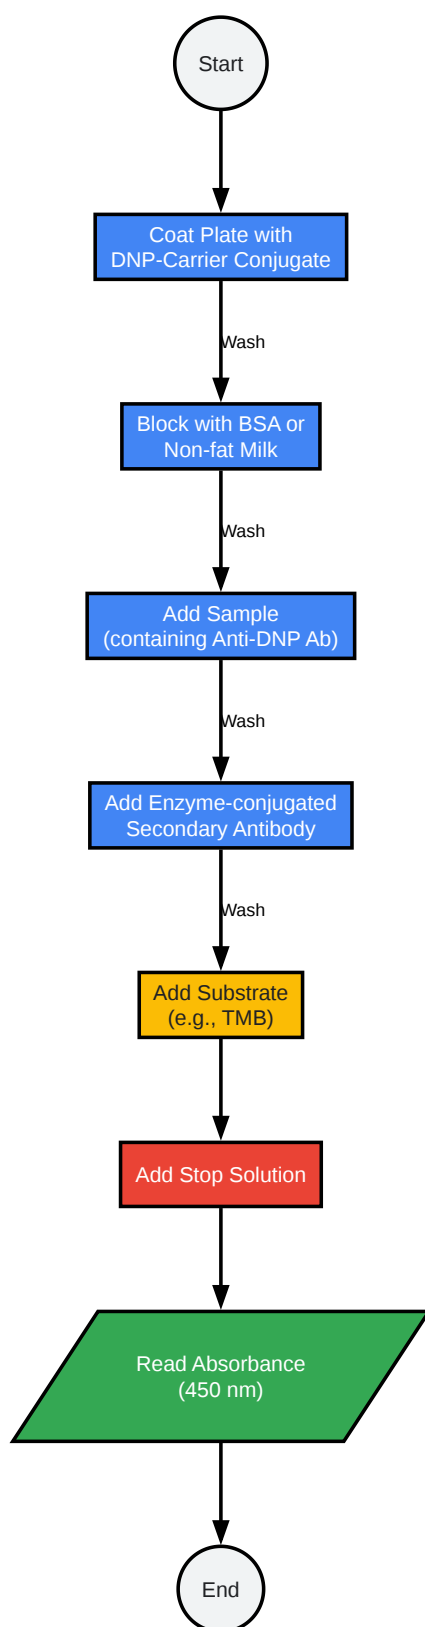 Start
Coat Plate with
DNP-Carrier Conjugate
Wash
Block with BSA or
Non-fat Milk
Wash
Add Sample
(containing Anti-DNP Ab)
Wash
Add Enzyme-conjugated
Secondary Antibody
Wash
Add Substrate
(e.g., TMB)
Add Stop Solution
Read Absorbance
(450 nm)
End